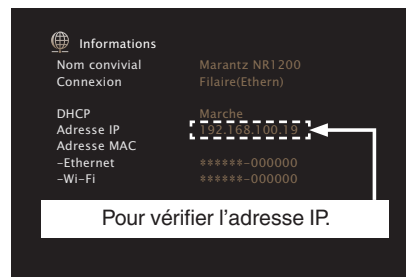 Informations
Nom convivial Marantz NR1200
Connexion Filaire(Ethern)
DHCP Marche
Adresse IP 192.168.100.19
Adresse MAC
-Ethernet ******-000000
-Wi-Fi ******-000000
Pour vérifier l'adresse IP.